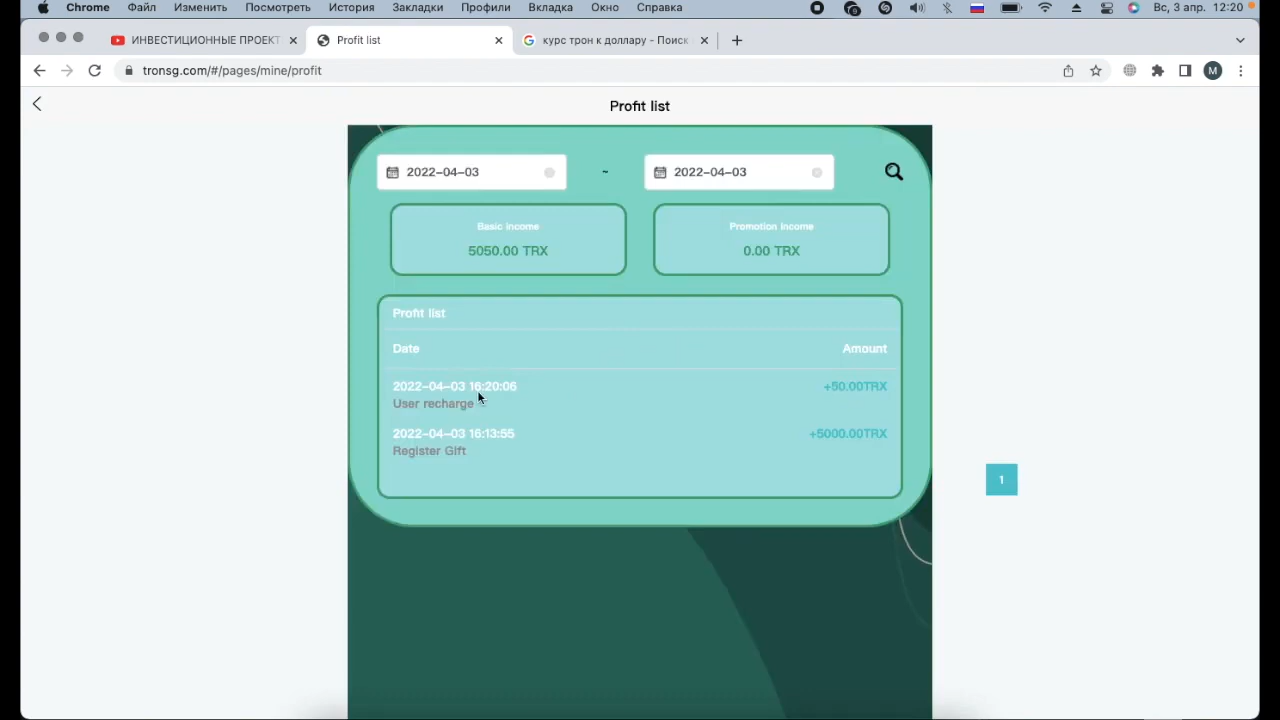 Chrome Файл Изменить Посмотреть История Закладки Профили Вкладка Окно Справка Вс, 3 апр. 12:20
ИНВЕСТИЦИОННЫЕ ПРОЕКТ Profit list курс трон к доллару - Поиск
tronsg.com/#/pages/mine/profit M
Profit list
2022-04-03 ~ 2022-04-03
Basic income Promotion Income
5050.00 TRX 0.00 TRX
Profit list
Date Amount
2022-04-03 16:20:06 +50.00TRX
User recharge
2022-04-03 16:13:55 +5000.00TRX
Register Gift
1